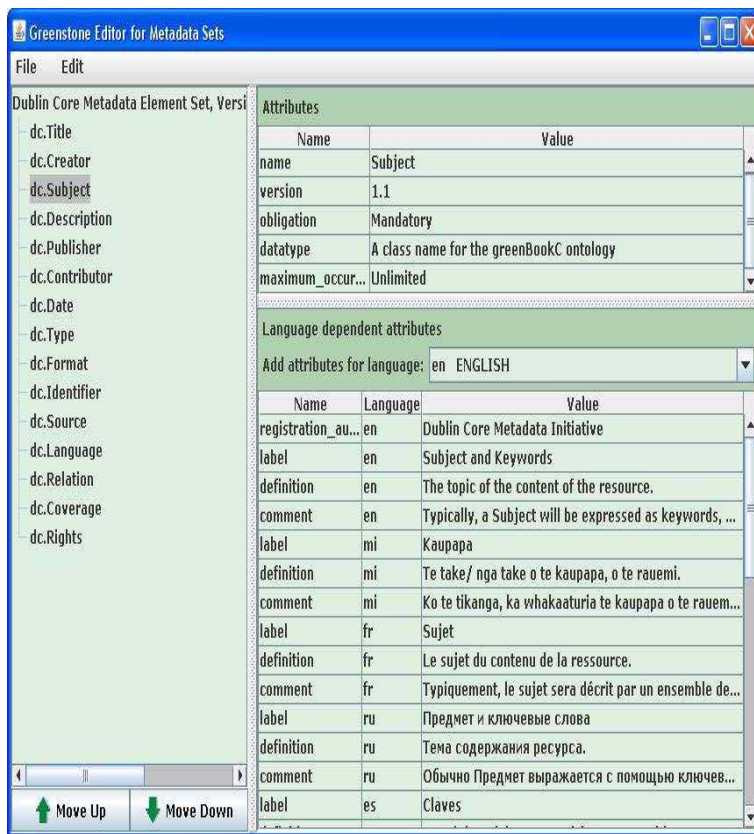 Greenstone Editor for Metadata Sets
File Edit
Dublin Core Metadata Element Set, Versi
dc.Title
dc.Creator
dc.Subject
dc.Description
dc.Publisher
dc.Contributor
dc.Date
dc.Type
dc.Format
dc.Identifier
dc.Source
dc.Language
dc.Relation
dc.Coverage
dc.Rights
Move Up Move Down
Attributes
Name Value
name Subject
version 1.1
obligation Mandatory
datatype A class name for the greenBookC ontology
maximum_occur... Unlimited
Language dependent attributes
Add attributes for language: en ENGLISH
Name Language Value
registration_au... en Dublin Core Metadata Initiative
label en Subject and Keywords
definition en The topic of the content of the resource.
comment en Typically, a Subject will be expressed as keywords, ...
label mi Kaupapa
definition mi Te take/ nga take o te kaupapa, o te rauemi.
comment mi Ko te tikanga, ka whakaaturia te kaupapa o te rauem...
label fr Sujet
definition fr Le sujet du contenu de la ressource.
comment fr Typiquement, le sujet sera décrit par un ensemble de...
label ru Предмет и ключевые слова
definition ru Тема содержания ресурса.
comment ru Обычно Предмет выражается с помощью ключев...
label es Claves